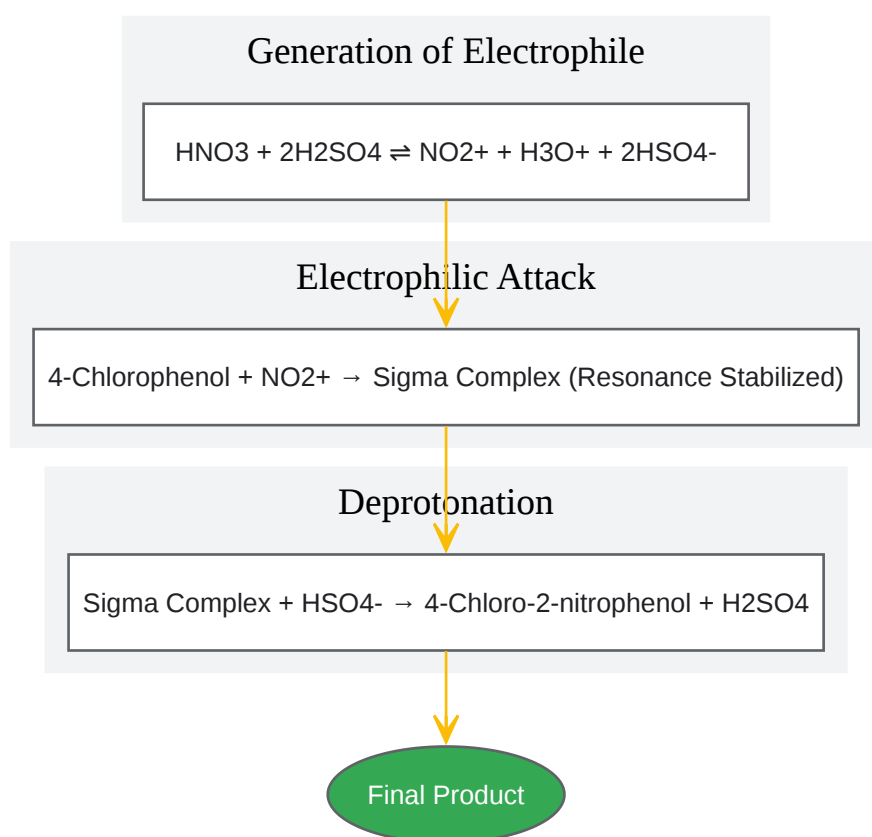 Generation of Electrophile
HNO3 + 2H2SO4 ⇌ NO2+ + H3O+ + 2HSO4-
Electrophilic Attack
4-Chlorophenol + NO2+ → Sigma Complex (Resonance Stabilized)
Deprotonation
Sigma Complex + HSO4- → 4-Chloro-2-nitrophenol + H2SO4
Final Product